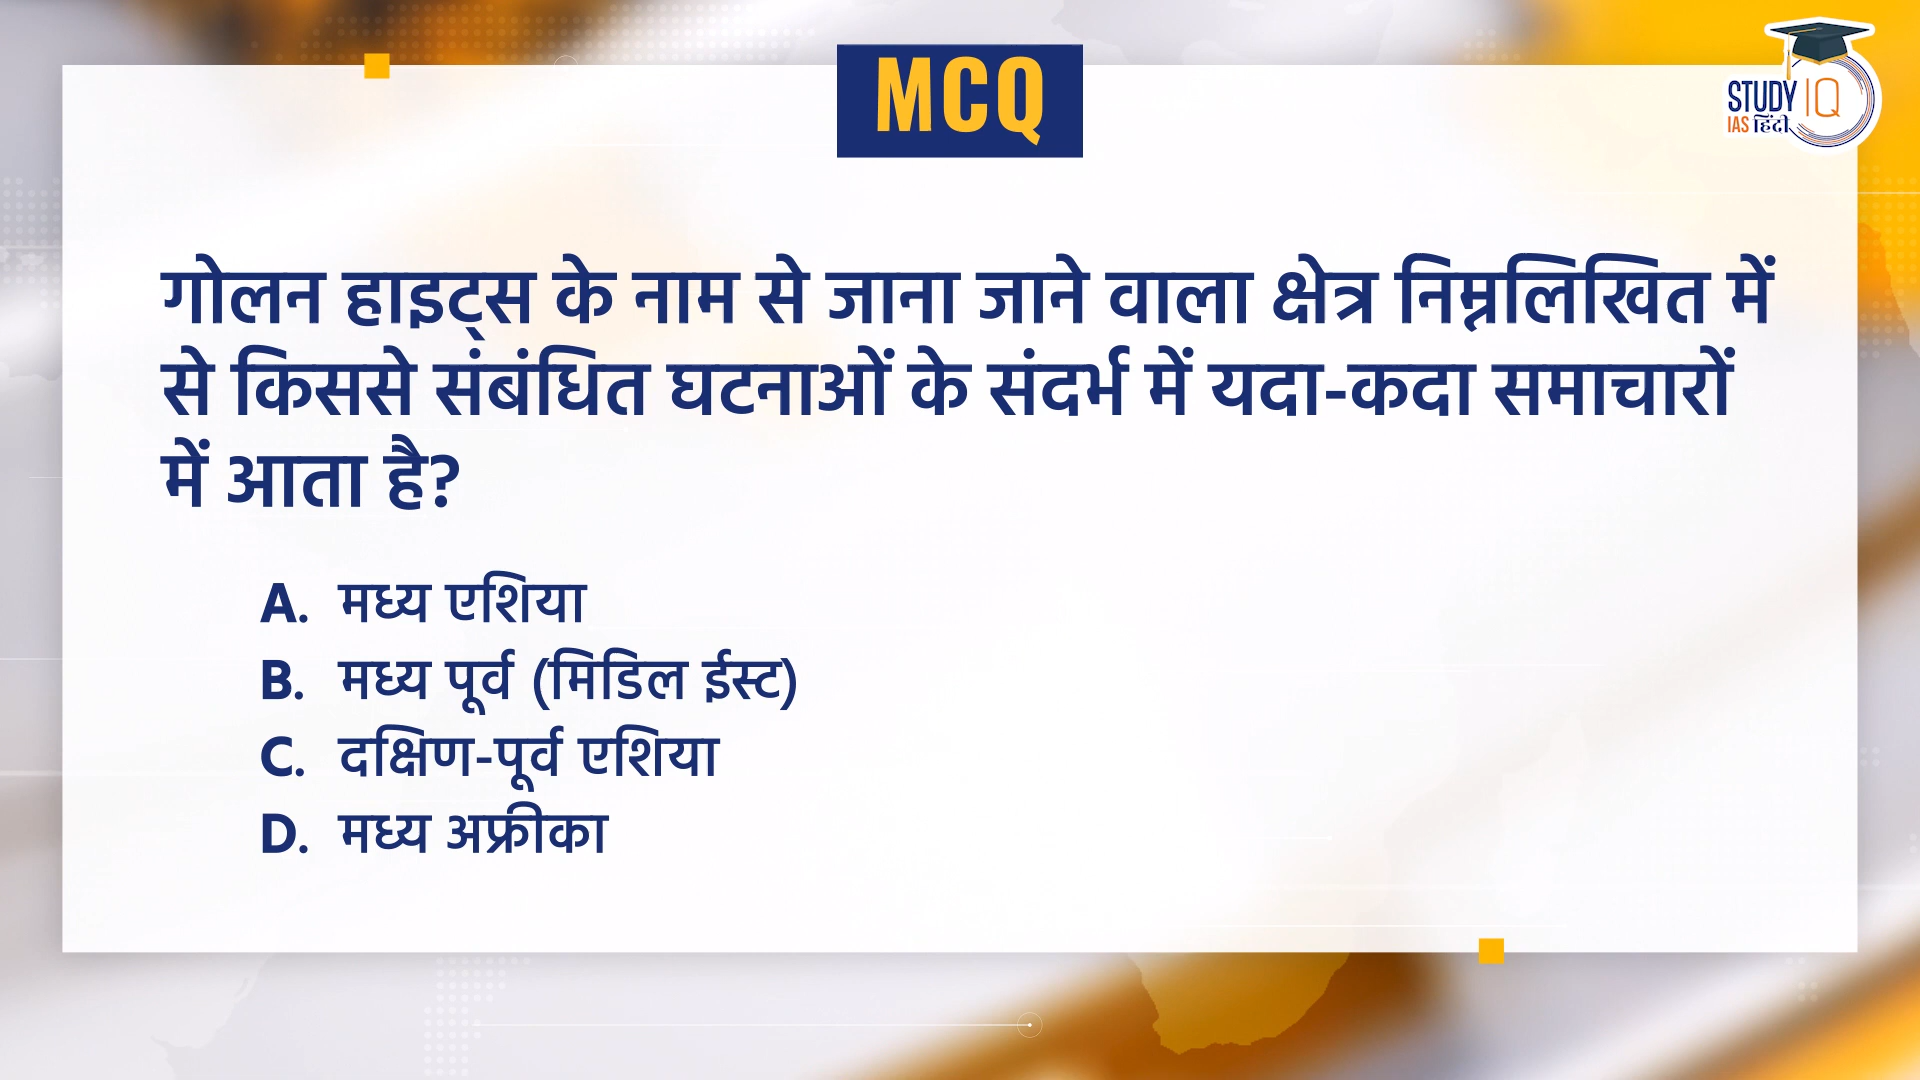 MCQ
STUDY IQ
IAS हिंदी
गोलन हाइट्स के नाम से जाना जाने वाला क्षेत्र निम्नलिखित में
से किससे संबंधित घटनाओं के संदर्भ में यदा-कदा समाचारों
में आता है?
A. मध्य एशिया
B. मध्य पूर्व (मिडिल ईस्ट)
C. दक्षिण-पूर्व एशिया
D. मध्य अफ्रीका